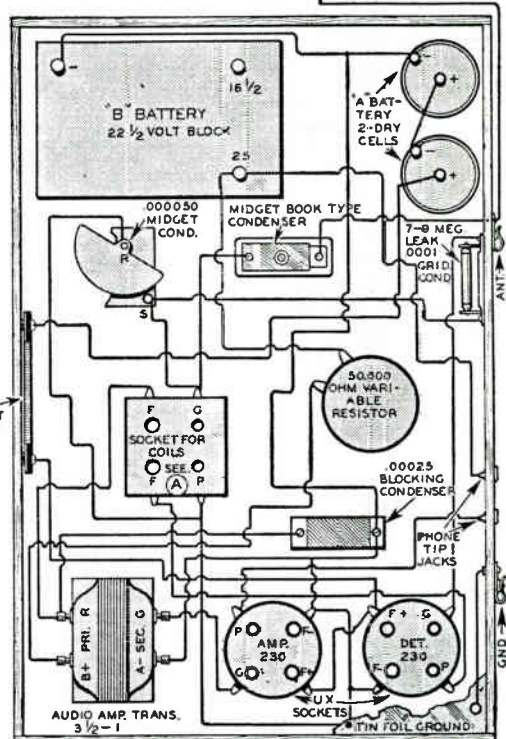 -
16 1/2
"B" BATTERY
22 1/2 VOLT BLOCK
25
-
+
"A" BAT-
TERY
2-DRY
CELLS
-
+
.000050
MIDGET
COND.
R
S
MIDGET BOOK TYPE
CONDENSER
7-8 MEG.
LEAK
.0001
GRID
COND
ANT.
50,000
OHM VARI-
ABLE
RESISTOR
F G
SOCKET FOR
COILS
SEE.
A
F P
.00025
BLOCKING
CONDENSER
PHONE
TIP
JACKS
B+ PRI. R
A- SEC. G
AUDIO AMP. TRANS.
3 1/2-1
P F-
AMP.
230
G F+
F+ G
DET.
230
F- P
UX
SOCKETS
GND
TIN FOIL GROUND